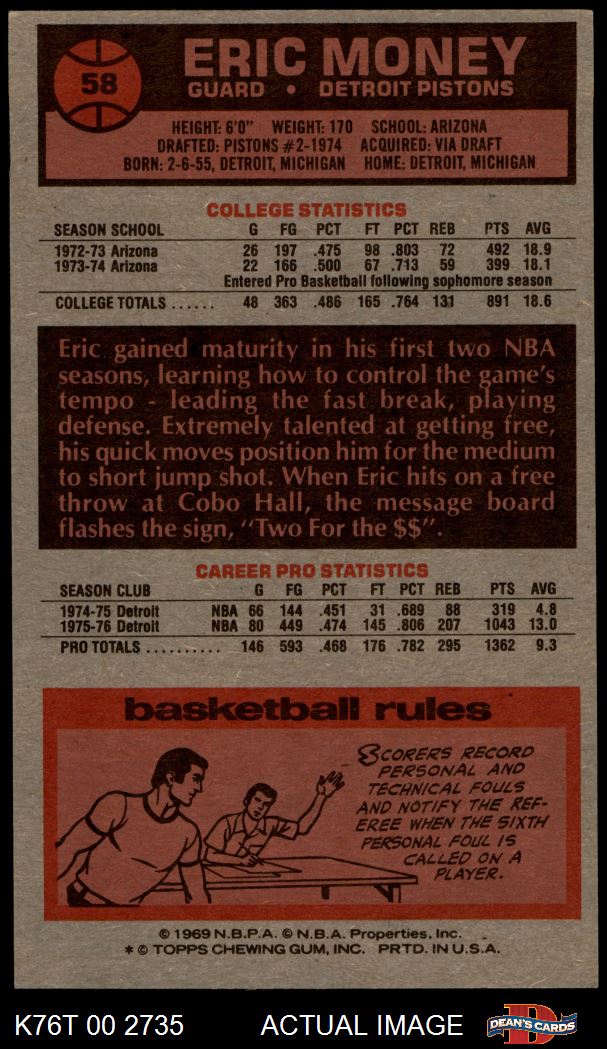 58
ERIC MONEY
GUARD • DETROIT PISTONS
HEIGHT: 6'0" WEIGHT: 170 SCHOOL: ARIZONA
DRAFTED: PISTONS #2-1974 ACQUIRED: VIA DRAFT
BORN: 2-6-55, DETROIT, MICHIGAN HOME: DETROIT, MICHIGAN
COLLEGE STATISTICS
SEASON SCHOOL G FG PCT FT PCT REB PTS AVG
1972-73 Arizona 26 197 .475 98 .803 72 492 18.9
1973-74 Arizona 22 166 .500 67 .713 59 399 18.1
Entered Pro Basketball following sophomore season
COLLEGE TOTALS ...... 48 363 .486 165 .764 131 891 18.6
Eric gained maturity in his first two NBA
seasons, learning how to control the game's
tempo - leading the fast break, playing
defense. Extremely talented at getting free,
his quick moves position him for the medium
to short jump shot. When Eric hits on a free
throw at Cobo Hall, the message board
flashes the sign, "Two For the $$".
CAREER PRO STATISTICS
SEASON CLUB G FG PCT FT PCT REB PTS AVG
1974-75 Detroit NBA 66 144 .451 31 .689 88 319 4.8
1975-76 Detroit NBA 80 449 .474 145 .806 207 1043 13.0
PRO TOTALS .......... 146 593 .468 176 .782 295 1362 9.3
basketball rules
SCORERS RECORD
PERSONAL AND
TECHNICAL FOULS
AND NOTIFY THE REF-
EREE WHEN THE SIXTH
PERSONAL FOUL IS
CALLED ON A
PLAYER.
© 1969 N.B.P.A. © N.B.A. Properties, Inc.
* © TOPPS CHEWING GUM, INC. PRTD. IN U.S.A.
K76T 00 2735 ACTUAL IMAGE
D
DEAN'S CARDS